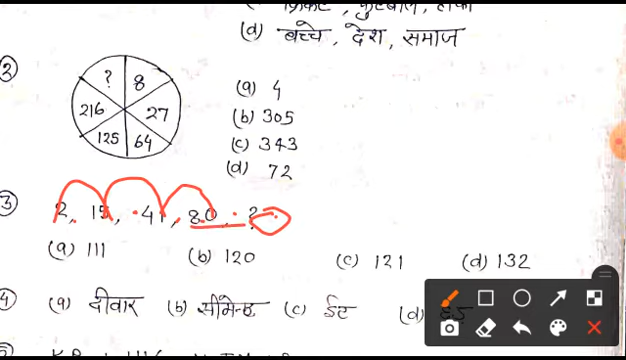 क्रिकेट, फुटबॉल, हॉकी
(d) बच्चे, देश, समाज
2
? 8
216 27
125 64
(a) 4
(b) 305
(c) 343
(d) 72
3
2, 15, 41, 80, ?
(a) 111 (b) 120 (c) 121 (d) 132
4 (a) दीवार (b) सीमेन्ट (c) ईंट (d)